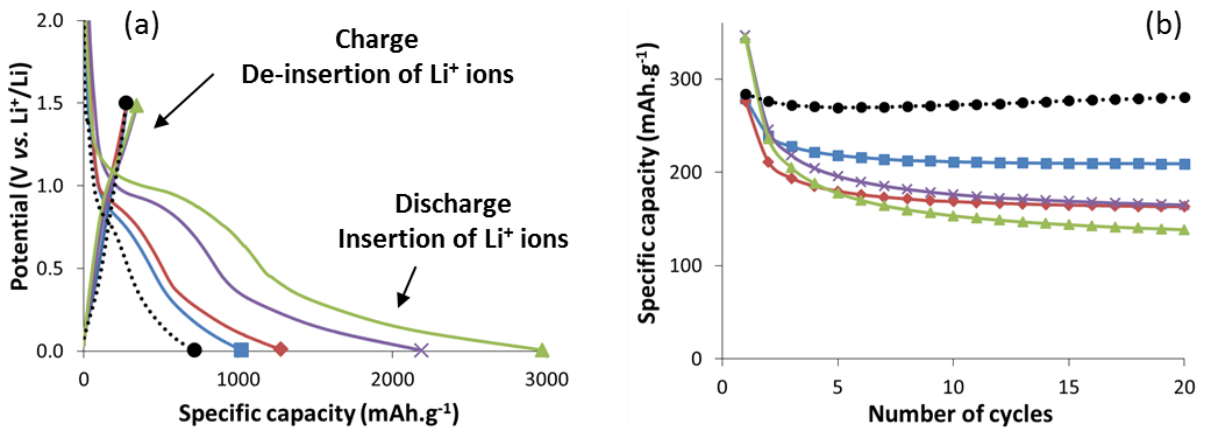 (a)
Charge
De-insertion of Li⁺ ions
Discharge
Insertion of Li⁺ ions
Potential (V vs. Li⁺/Li)
2.0
1.5
1.0
0.5
0.0
0
1000
2000
3000
Specific capacity (mAh.g⁻¹)
(b)
Specific capacity (mAh.g⁻¹)
300
200
100
0
0
5
10
15
20
Number of cycles